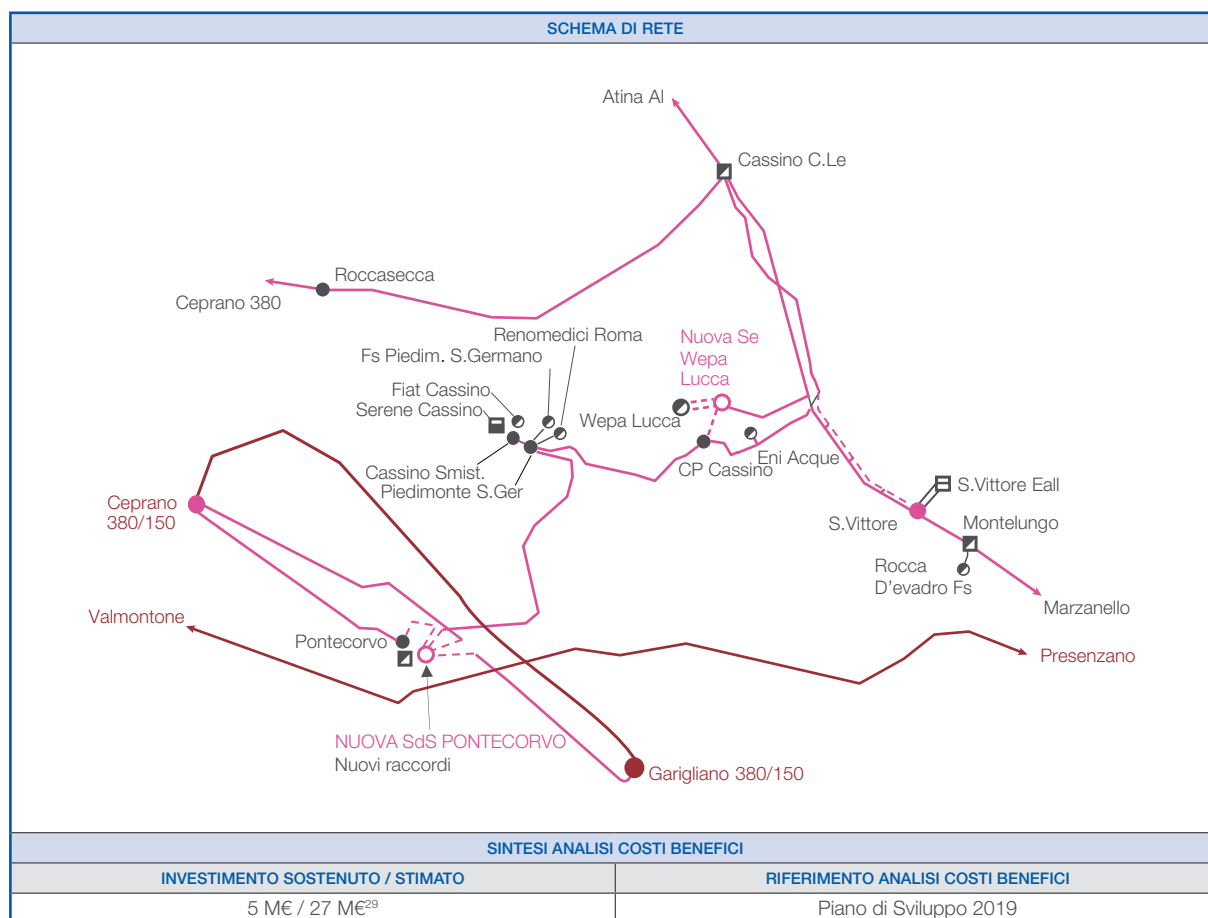 SCHEMA DI RETE
Atina Al
Cassino C.Le
Roccasecca
Ceprano 380
Renomedici Roma
Fs Piedim. S.Germano
Nuova Se
Wepa
Lucca
Fiat Cassino
Serene Cassino
Wepa Lucca
Cassino Smist.
Piedimonte S.Ger
CP Cassino
Eni Acque
S.Vittore Eall
S.Vittore
Montelungo
Ceprano
380/150
Rocca
D'evadro Fs
Marzanello
Valmontone
Pontecorvo
Presenzano
NUOVA SdS PONTECORVO
Nuovi raccordi
Garigliano 380/150
SINTESI ANALISI COSTI BENEFICI
INVESTIMENTO SOSTENUTO / STIMATO
RIFERIMENTO ANALISI COSTI BENEFICI
5 M€ / 27 M€²⁹
Piano di Sviluppo 2019